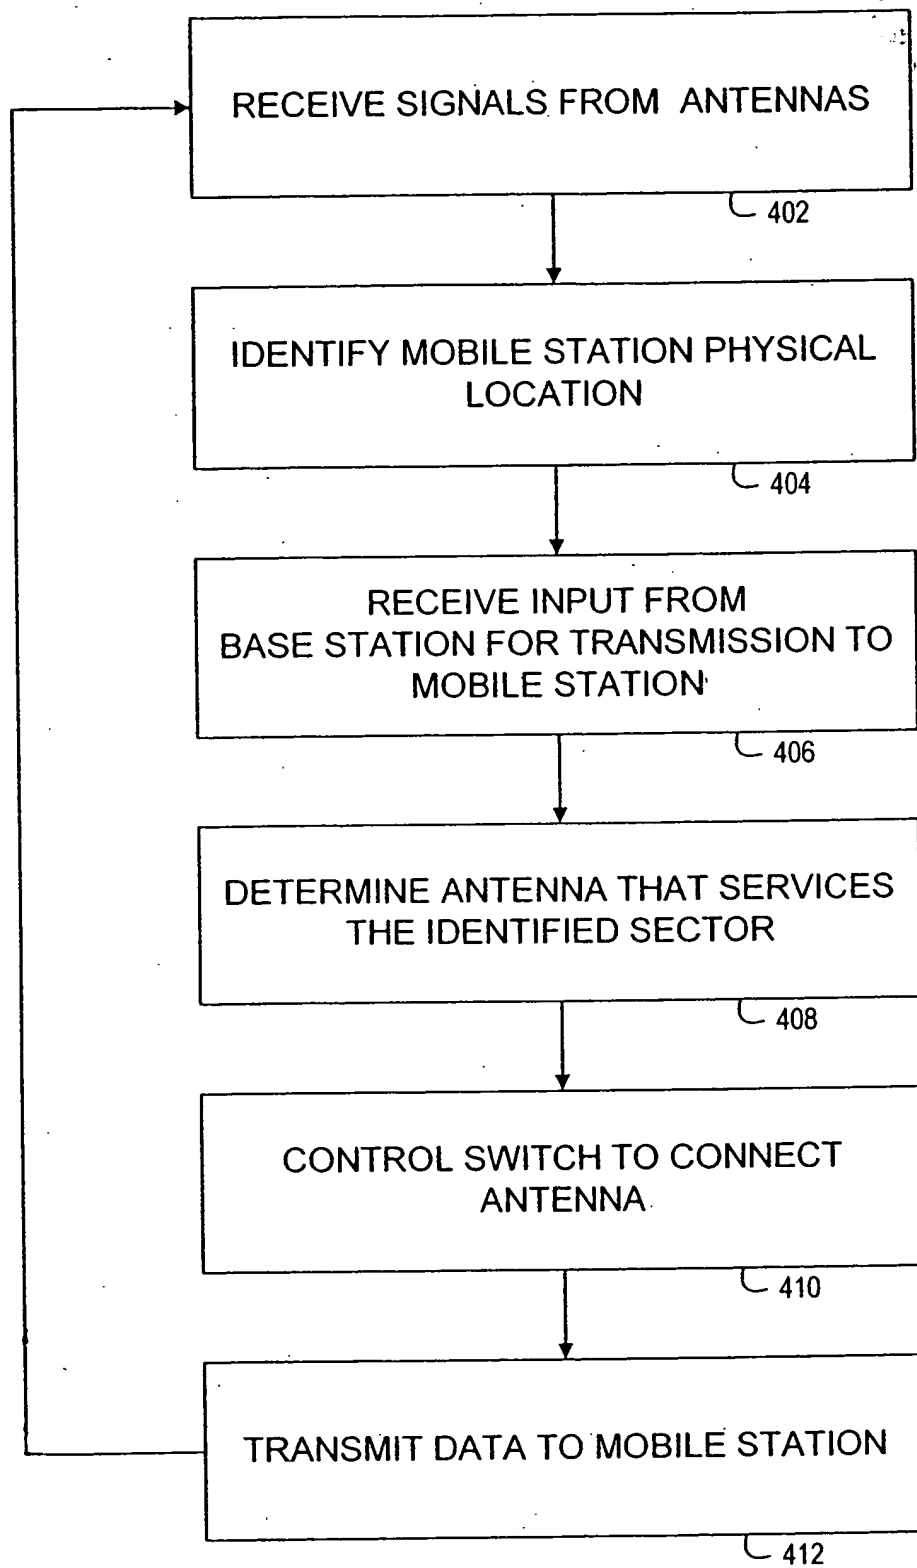 RECEIVE SIGNALS FROM ANTENNAS
402
IDENTIFY MOBILE STATION PHYSICAL
LOCATION
404
RECEIVE INPUT FROM
BASE STATION FOR TRANSMISSION TO
MOBILE STATION
406
DETERMINE ANTENNA THAT SERVICES
THE IDENTIFIED SECTOR
408
CONTROL SWITCH TO CONNECT
ANTENNA
410
TRANSMIT DATA TO MOBILE STATION
412